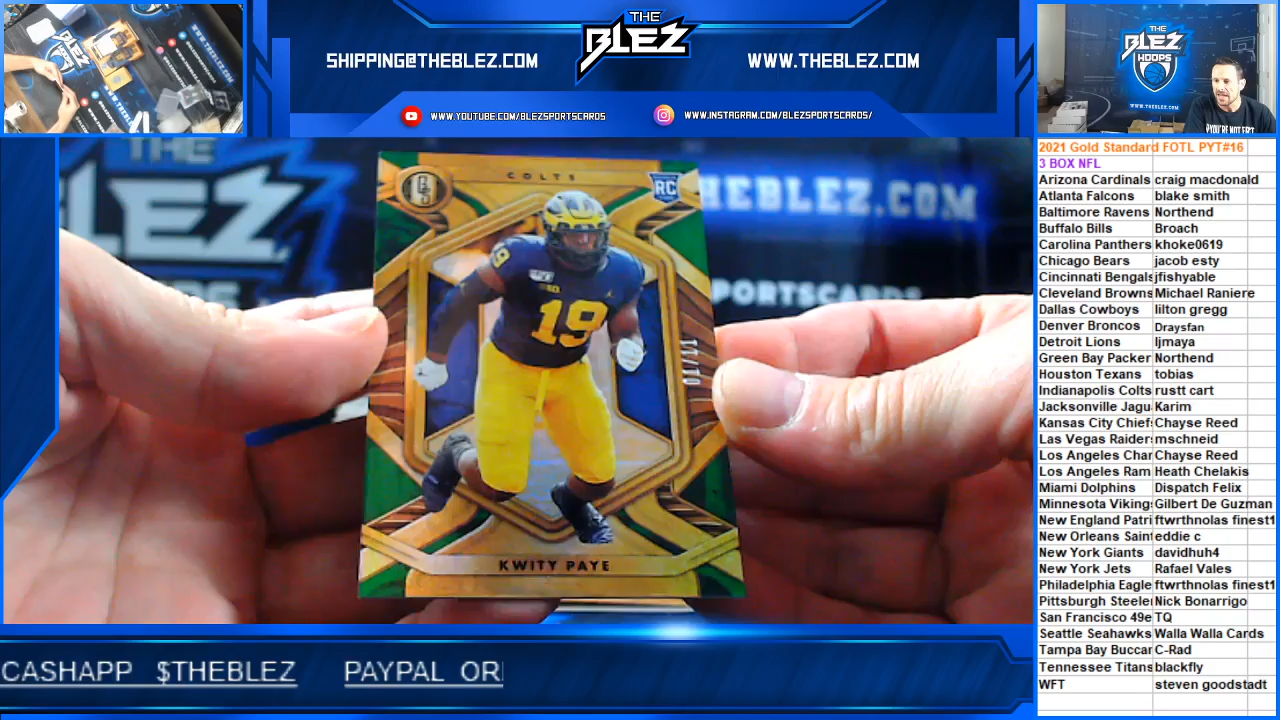 THE
BLEZ
SHIPPING@THEBLEZ.COM
WWW.THEBLEZ.COM
WWW.YOUTUBE.COM/BLEZSPORTSCARDS
WWW.INSTAGRAM.COM/BLEZSPORTSCARDS/
THE
BLEZ
HOOPS
WWW.THEBLEZ.COM
THE
BLEZ
HEBLEZ.COM
PORTSCARDS
COLTS
RC
19
KWITY PAYE
CASHAPP $THEBLEZ PAYPAL OR
2021 Gold Standard FOTL PYT#16
3 BOX NFL
Arizona Cardinals craig macdonald
Atlanta Falcons blake smith
Baltimore Ravens Northend
Buffalo Bills Broach
Carolina Panthers khoke0619
Chicago Bears jacob esty
Cincinnati Bengals jfishyable
Cleveland Browns Michael Raniere
Dallas Cowboys lilton gregg
Denver Broncos Draysfan
Detroit Lions ljmaya
Green Bay Packer Northend
Houston Texans tobias
Indianapolis Colts rustt cart
Jacksonville Jagu Karim
Kansas City Chief Chayse Reed
Las Vegas Raider mschneid
Los Angeles Char Chayse Reed
Los Angeles Ram Heath Chelakis
Miami Dolphins Dispatch Felix
Minnesota Viking Gilbert De Guzman
New England Patri ftwrthnolas finest1
New Orleans Saint eddie c
New York Giants davidhuh4
New York Jets Rafael Vales
Philadelphia Eagle ftwrthnolas finest1
Pittsburgh Steele Nick Bonarrigo
San Francisco 49e TQ
Seattle Seahawks Walla Walla Cards
Tampa Bay Buccar C-Rad
Tennessee Titans blackfly
WFT steven goodstadt